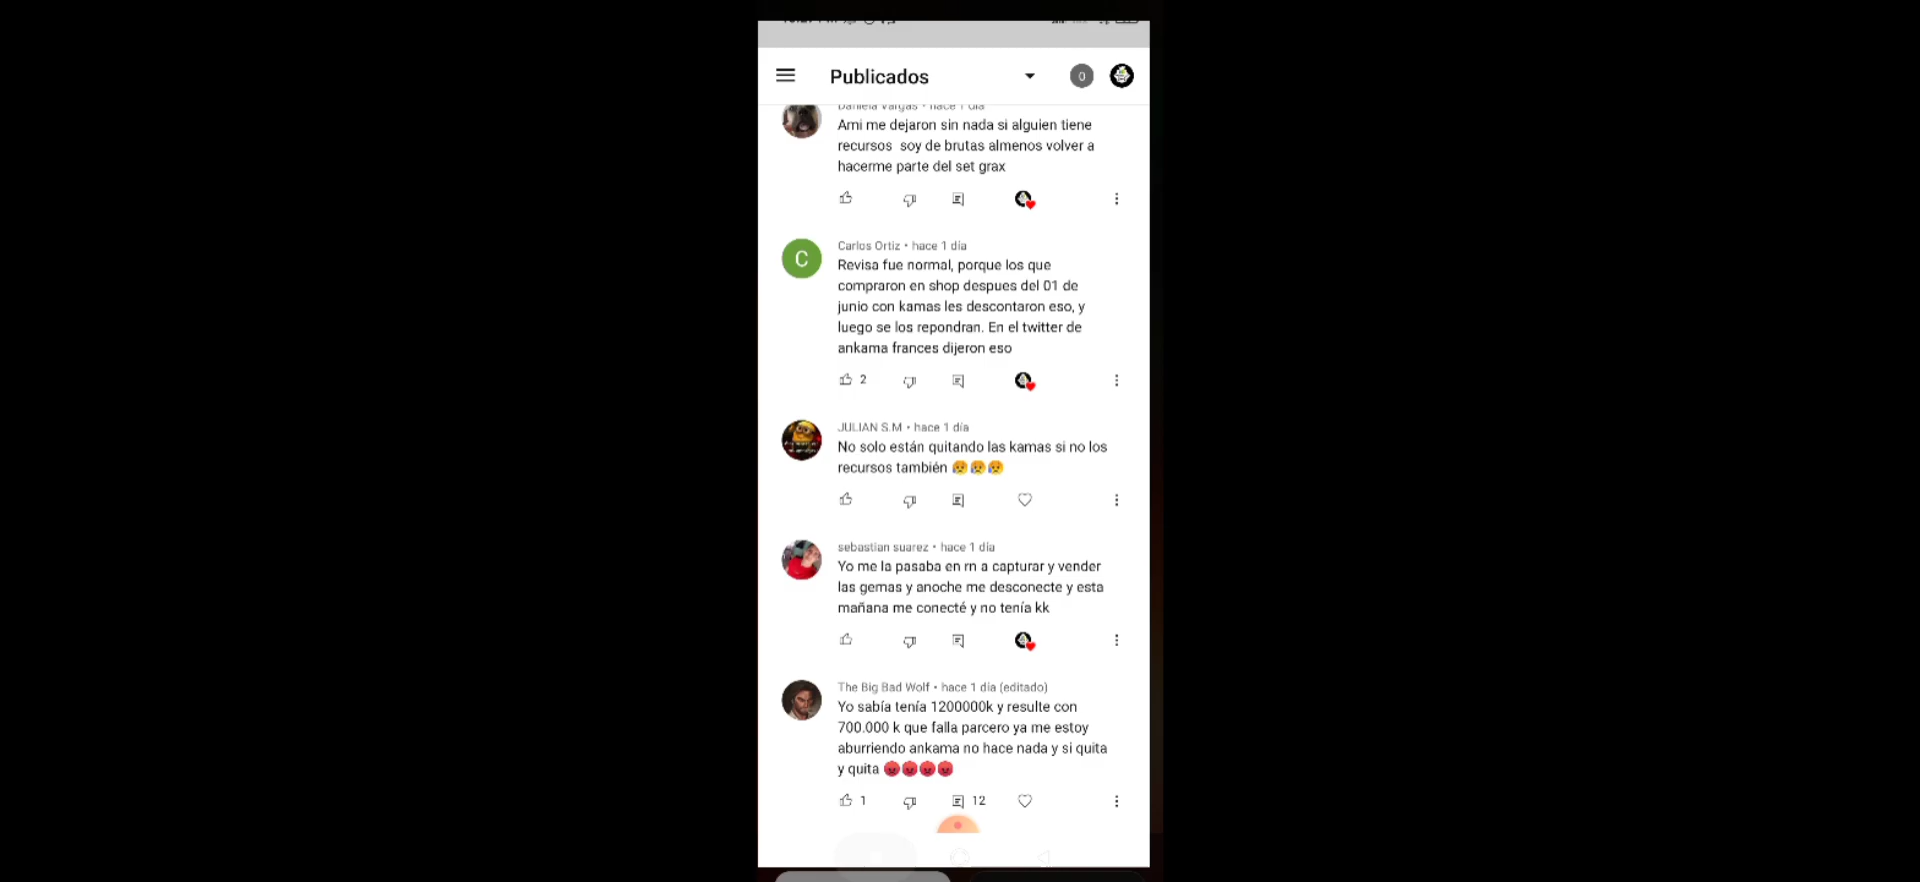 Publicados
0
Daniela Vargas • hace 1 día
Ami me dejaron sin nada si alguien tiene
recursos soy de brutas almenos volver a
hacerme parte del set grax
C
Carlos Ortiz • hace 1 día
Revisa fue normal, porque los que
compraron en shop despues del 01 de
junio con kamas les descontaron eso, y
luego se los repondran. En el twitter de
ankama frances dijeron eso
2
JULIAN S.M • hace 1 día
No solo están quitando las kamas si no los
recursos también 😥😥😥
sebastian suarez • hace 1 día
Yo me la pasaba en rn a capturar y vender
las gemas y anoche me desconecte y esta
mañana me conecté y no tenía kk
The Big Bad Wolf • hace 1 día (editado)
Yo sabía tenía 1200000k y resulte con
700.000 k que falla parcero ya me estoy
aburriendo ankama no hace nada y si quita
y quita 😡😡😡😡
1
12